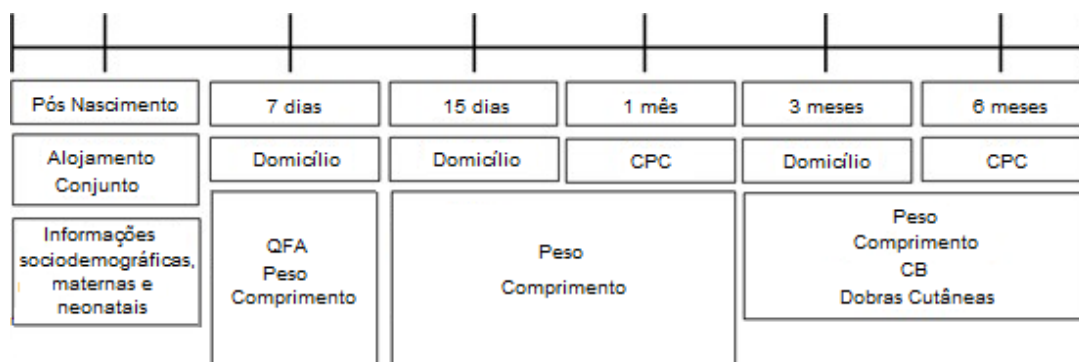 Pós Nascimento
7 dias
15 dias
1 mês
3 meses
6 meses
Alojamento
Conjunto
Domicílio
Domicílio
CPC
Domicílio
CPC
Informações
sociodemográficas,
maternas e
neonatais
QFA
Peso
Comprimento
Peso
Comprimento
Peso
Comprimento
CB
Dobras Cutâneas